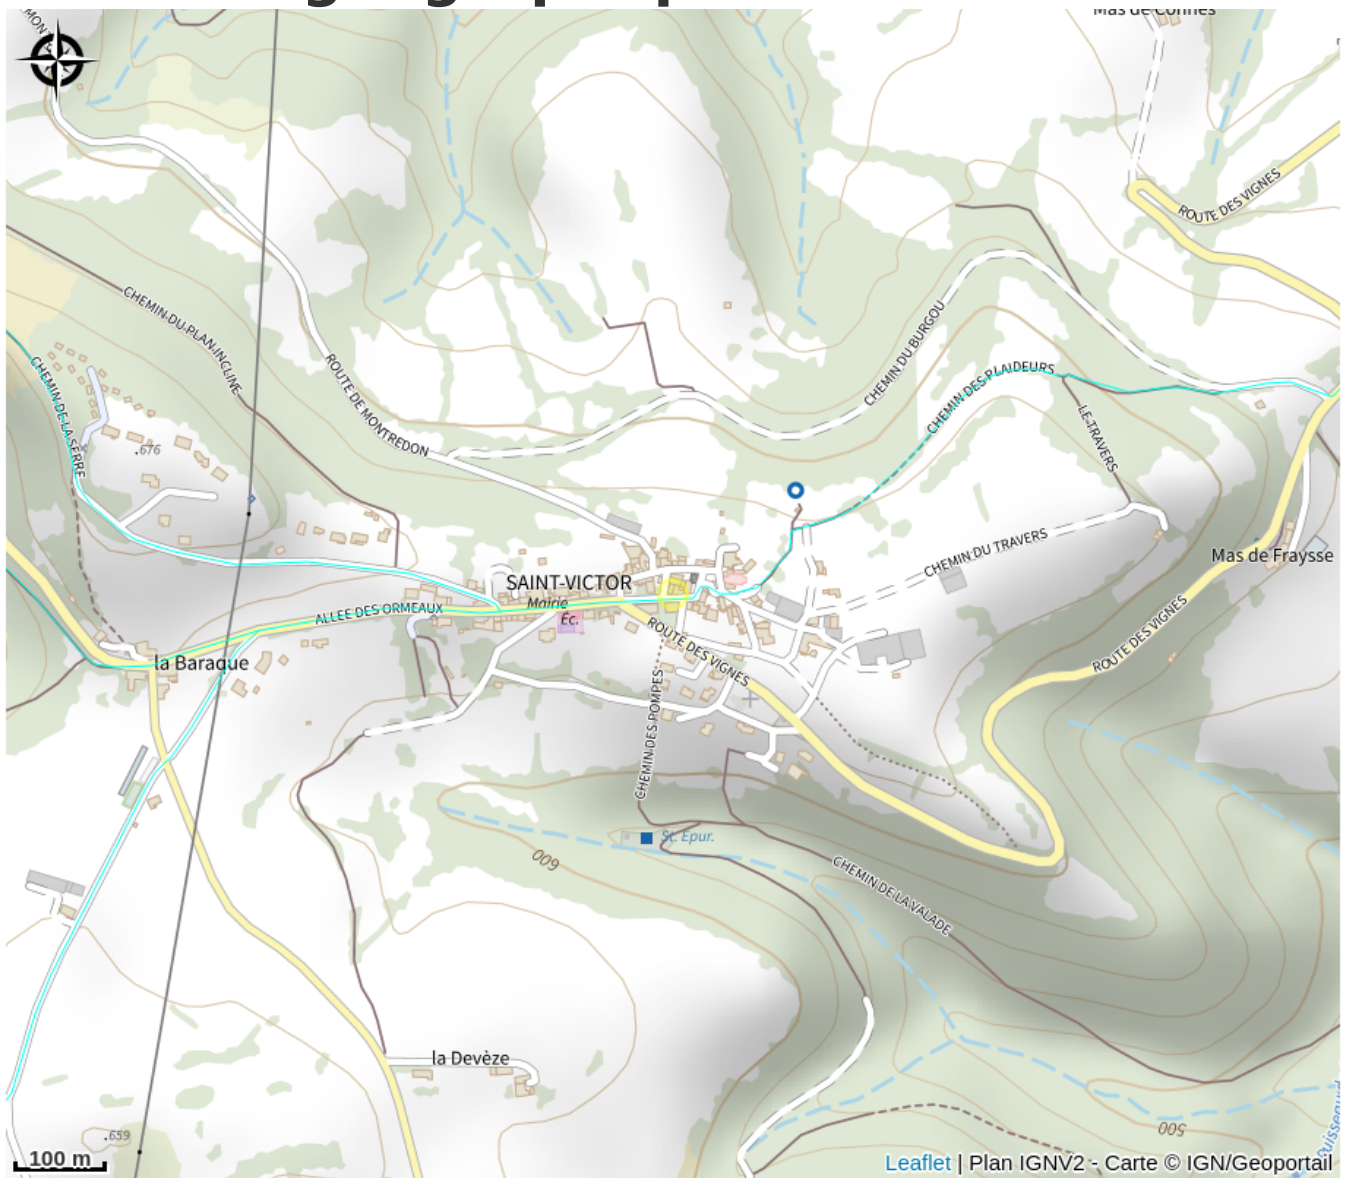 Mas de Connes
MONT
ROUTE DES VIGNES
CHEMIN DU PLAN INCLINE
CHEMIN DU BURGOU
CHEMIN DE LA SERRE
ROUTE DE MONTREDON
CHEMIN DES PLAIDEURS
LE TRAVERS
.676
CHEMIN DU TRAVERS
Mas de Fraysse
SAINT-VICTOR
Mairie
Éc.
ALLEE DES ORMEAUX
la Baraque
ROUTE DES VIGNES
ROUTE DES VIGNES
CHEMIN DES POMPES
St. Epur.
600
CHEMIN DE LA VALADE
la Devèze
.659
500
100 m
Leaflet | Plan IGNV2 - Carte © IGN/Geoportail